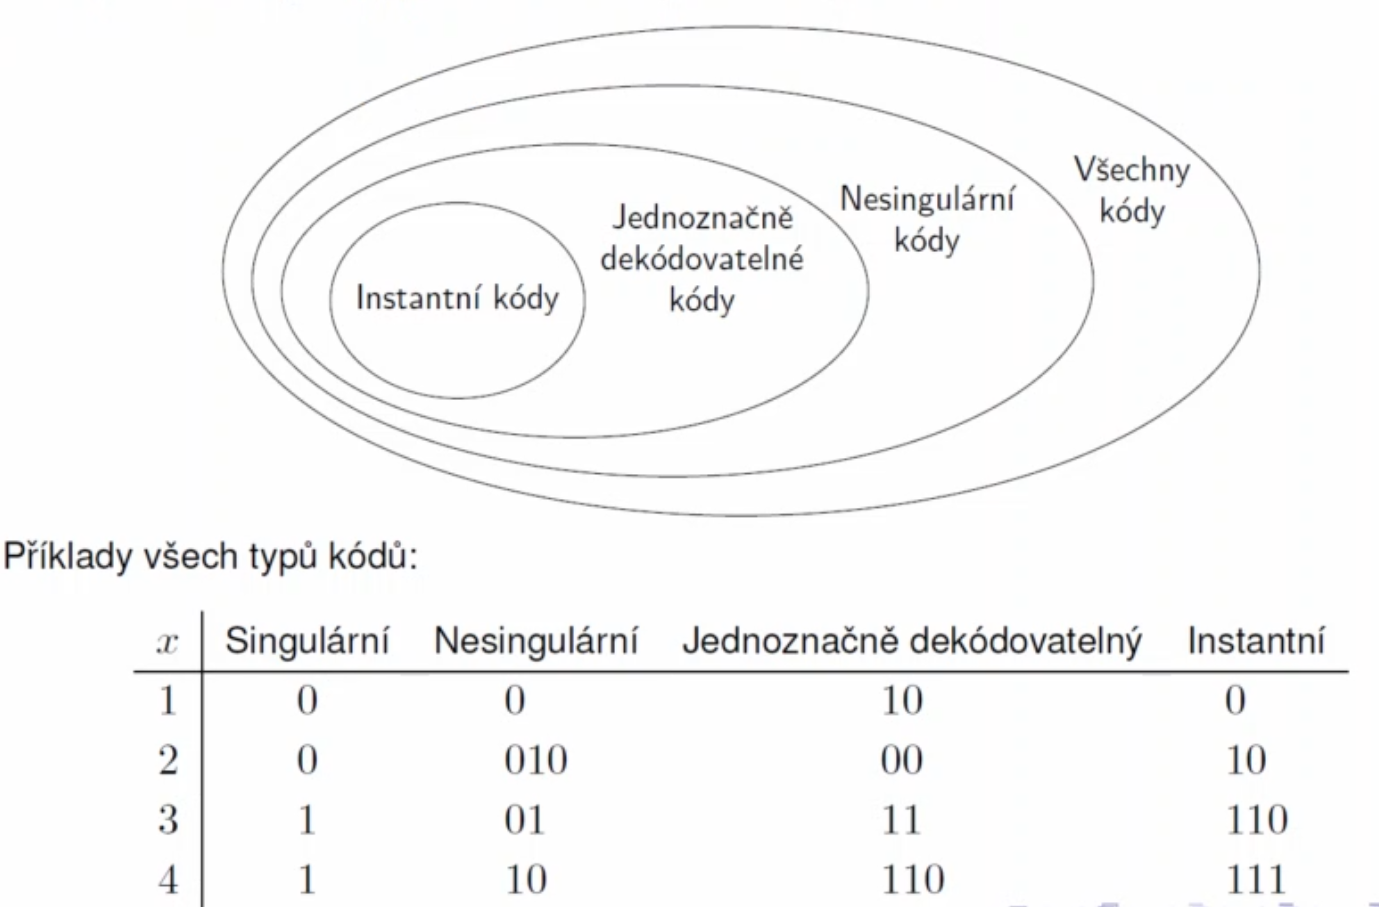 Všechny
kódy
Nesingulární
kódy
Jednoznačně
dekódovatelné
kódy
Instantní kódy
Příklady všech typů kódů:
x Singulární Nesingulární Jednoznačně dekódovatelný Instantní
1 0 0 10 0
2 0 010 00 10
3 1 01 11 110
4 1 10 110 111